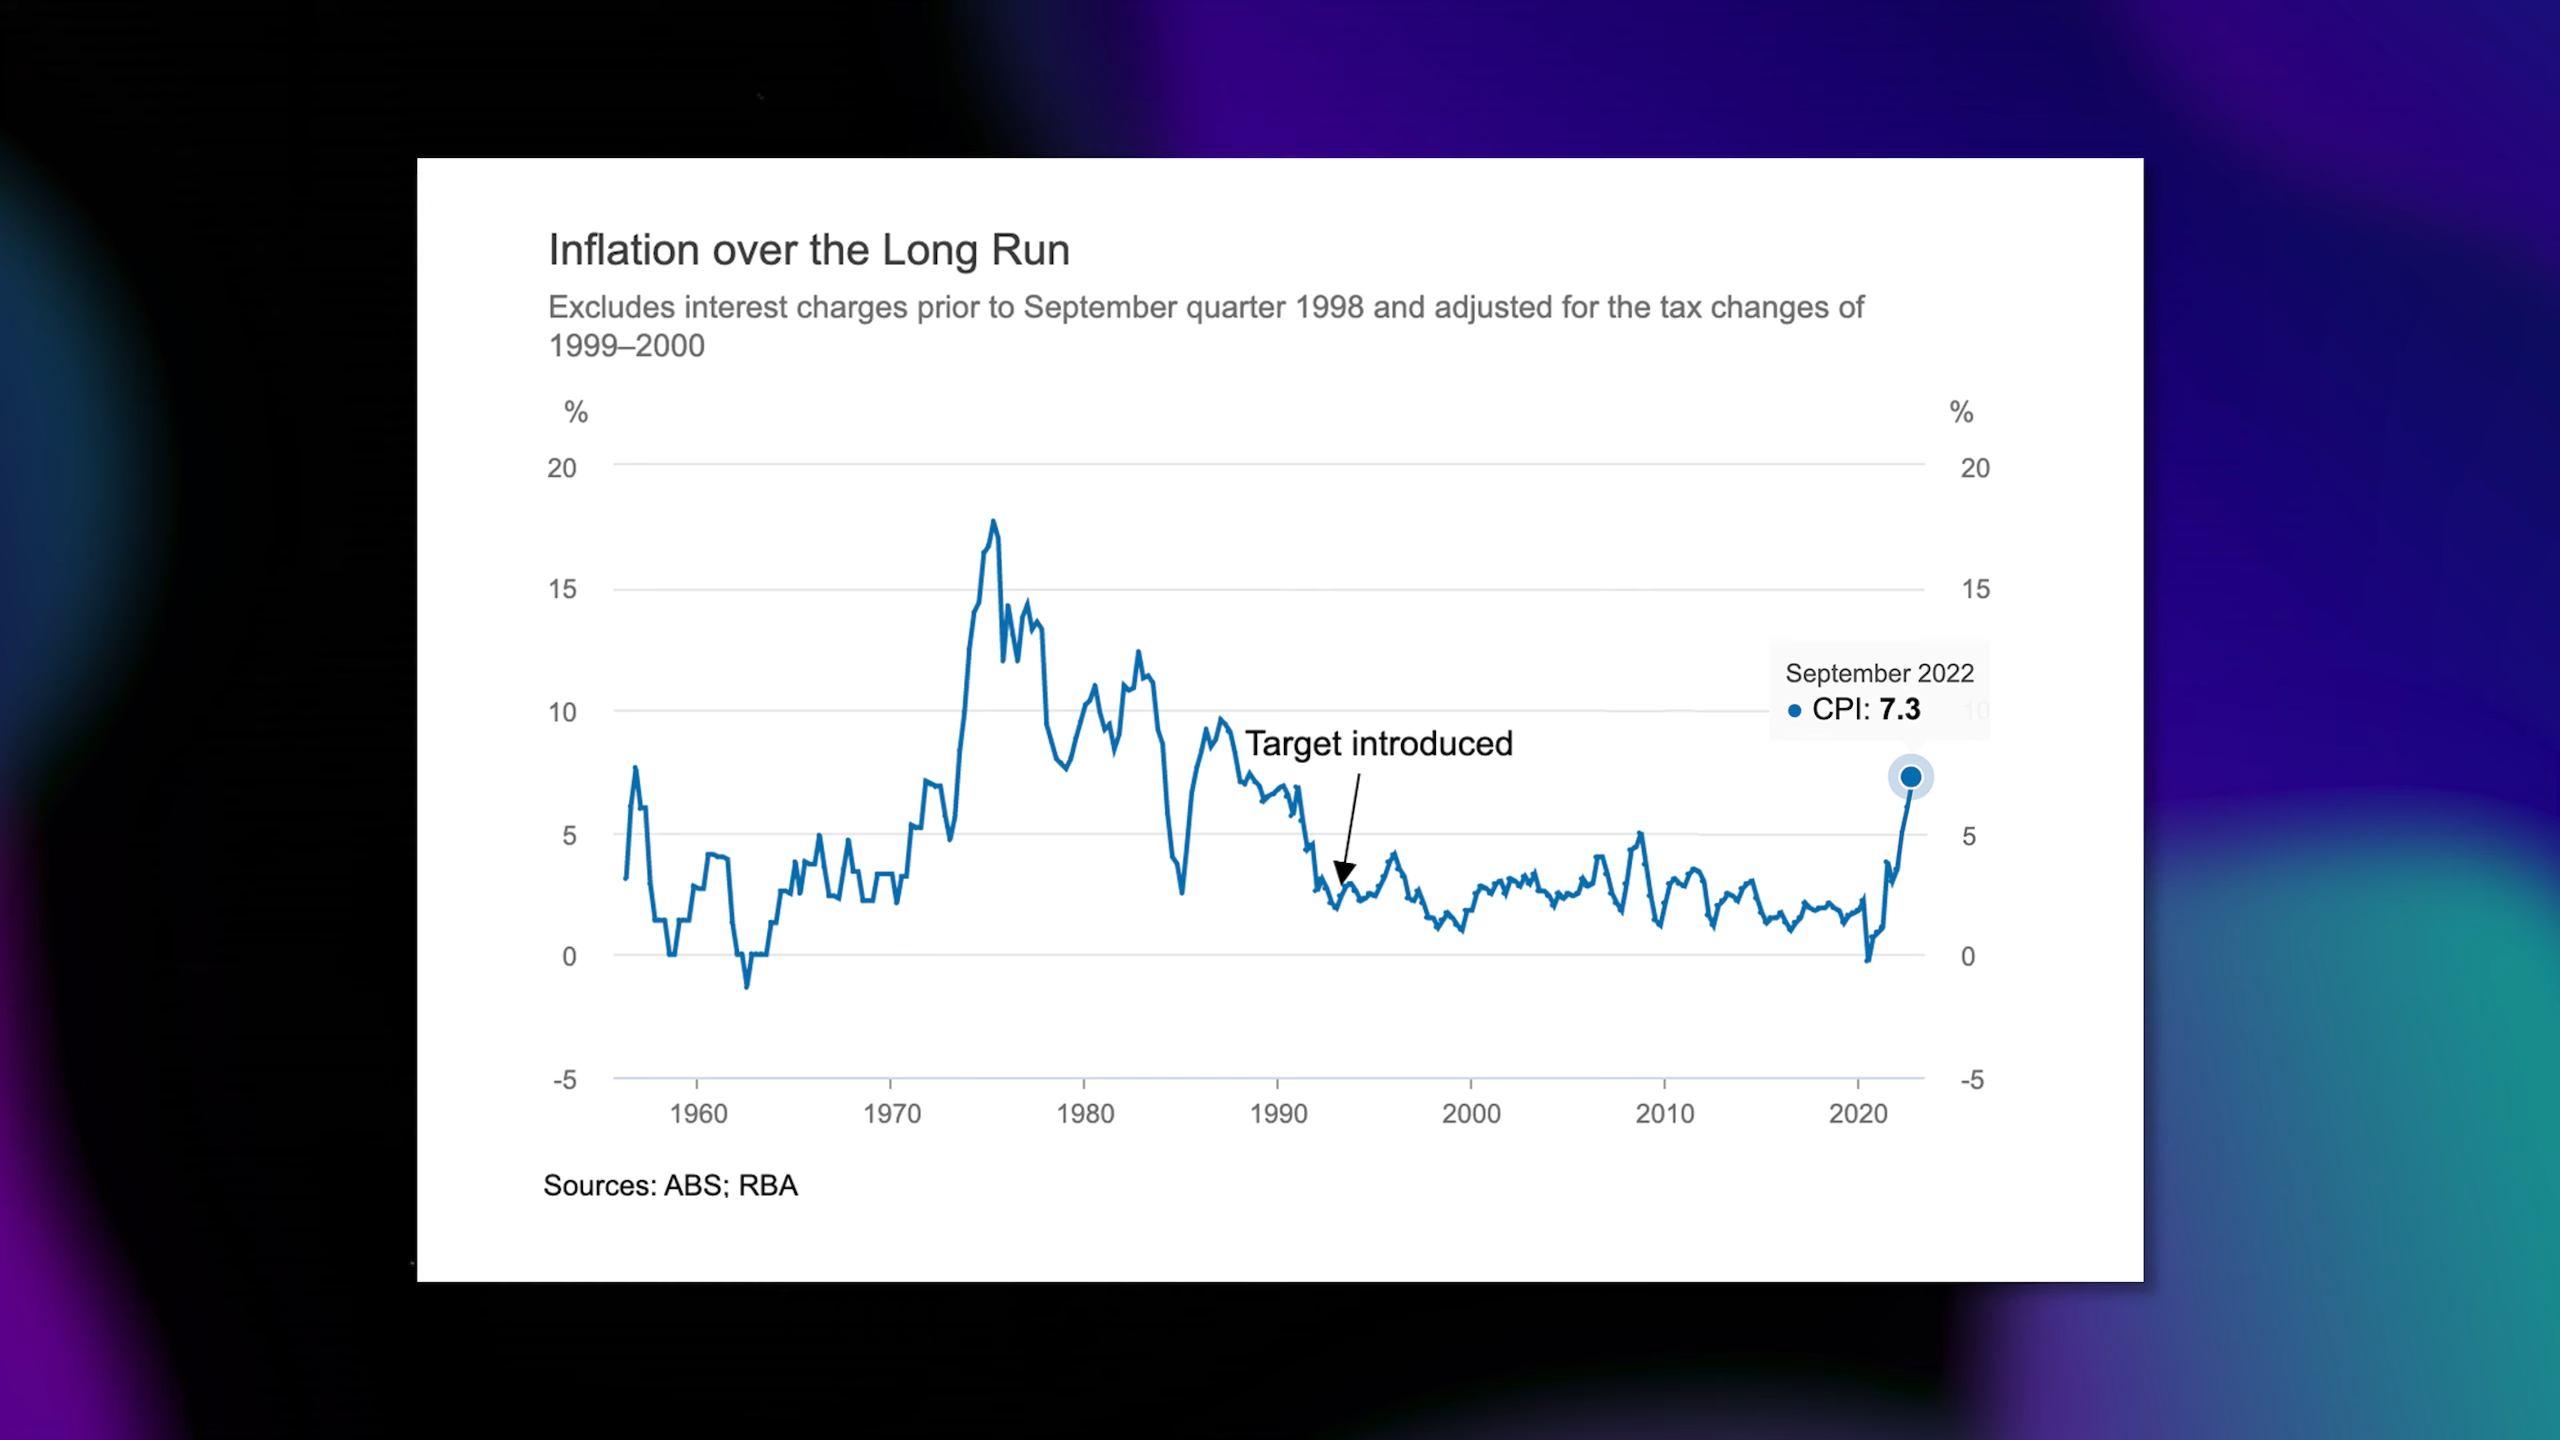 Inflation over the Long Run
Excludes interest charges prior to September quarter 1998 and adjusted for the tax changes of
1999–2000
% %
20 20
15 15
September 2022
CPI: 7.3
10 10
Target introduced
5 5
0 0
-5 -5
1960 1970 1980 1990 2000 2010 2020
Sources: ABS; RBA